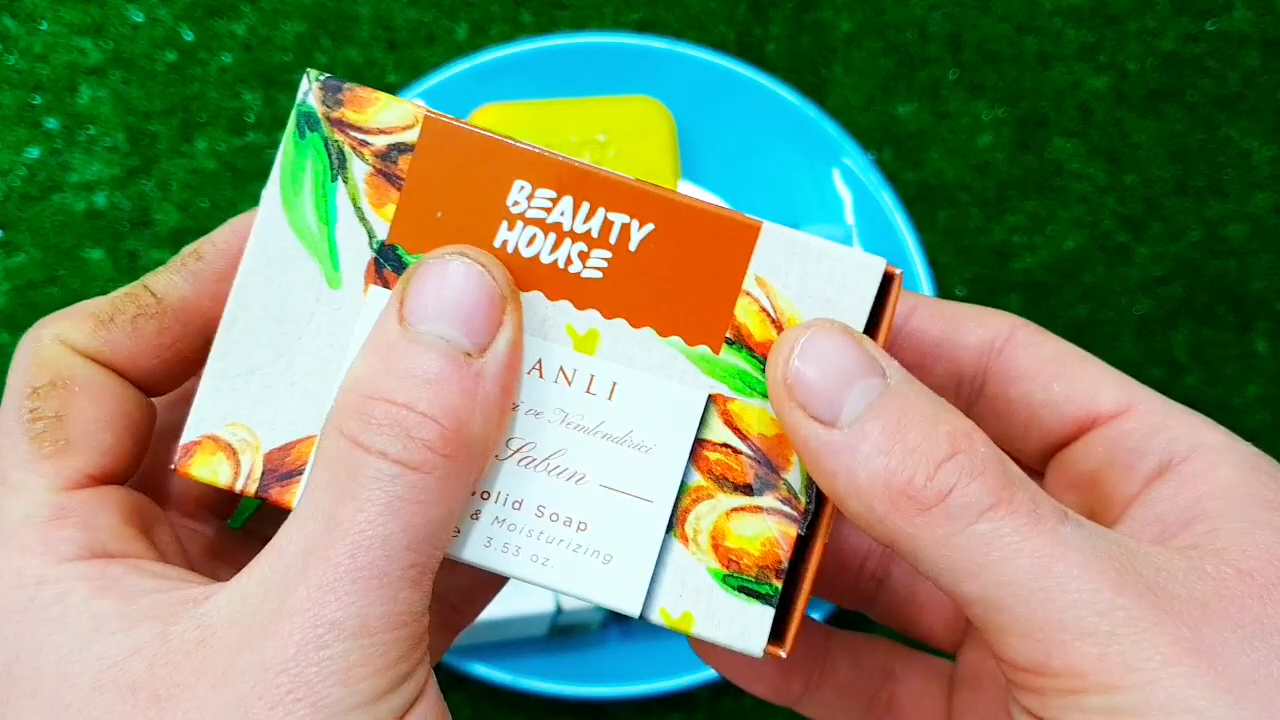 BEAUTY
HOUSE
ANLI
ve Nemlendirici
Sabun
Solid Soap
& Moisturizing
3.53 oz.